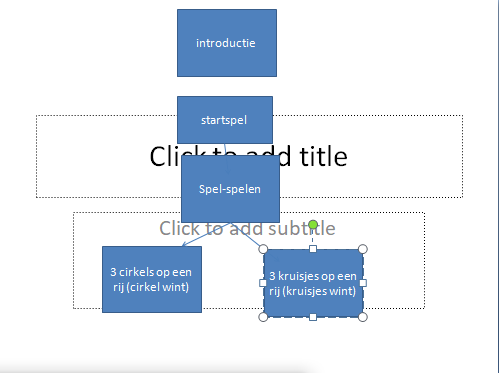 introductie
startspel
Click to add title
Spel-spelen
Click to add subtitle
3 cirkels op een
rij (cirkel wint)
3 kruisjes op een
rij (kruisjes wint)